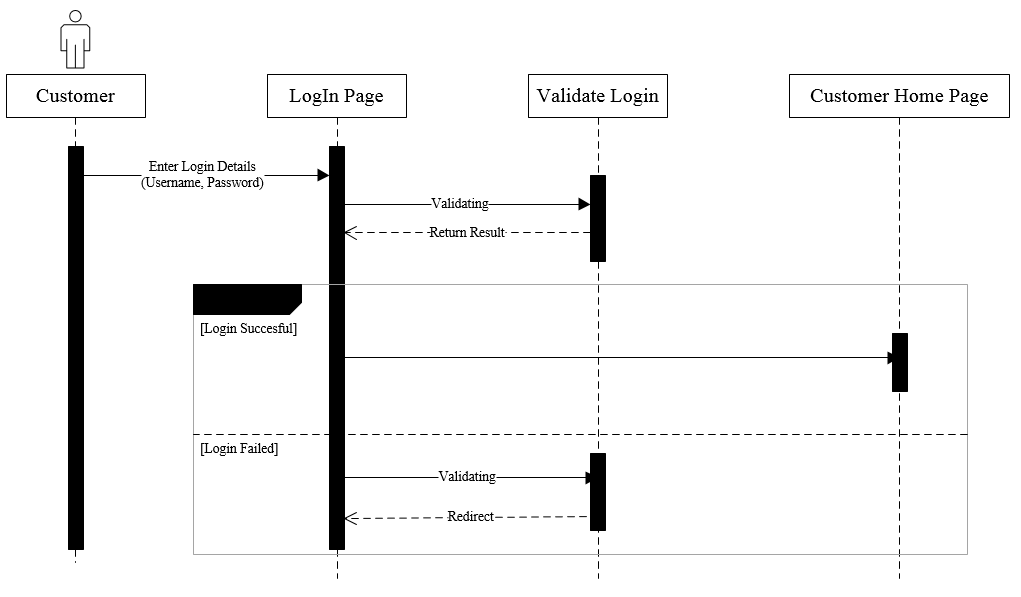 Customer
LogIn Page
Validate Login
Customer Home Page
Enter Login Details
(Username, Password)
Validating
Return Result
[Login Succesful]
[Login Failed]
Validating
Redirect